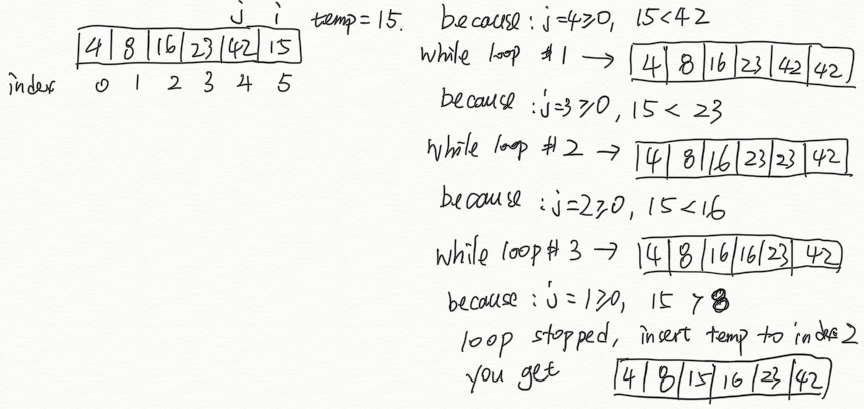 j i temp = 15.
4 8 16 23 42 15
index 0 1 2 3 4 5
because : j=4≥0, 15<42
while loop #1 → 4 8 16 23 42 42
because : j=3≥0, 15 < 23
while loop #2 → 4 8 16 23 23 42
because : j=2≥0, 15<16
while loop #3 → 4 8 16 16 23 42
because : j=1≥0, 15 > 8
loop stopped, insert temp to index 2
you get 4 8 15 16 23 42